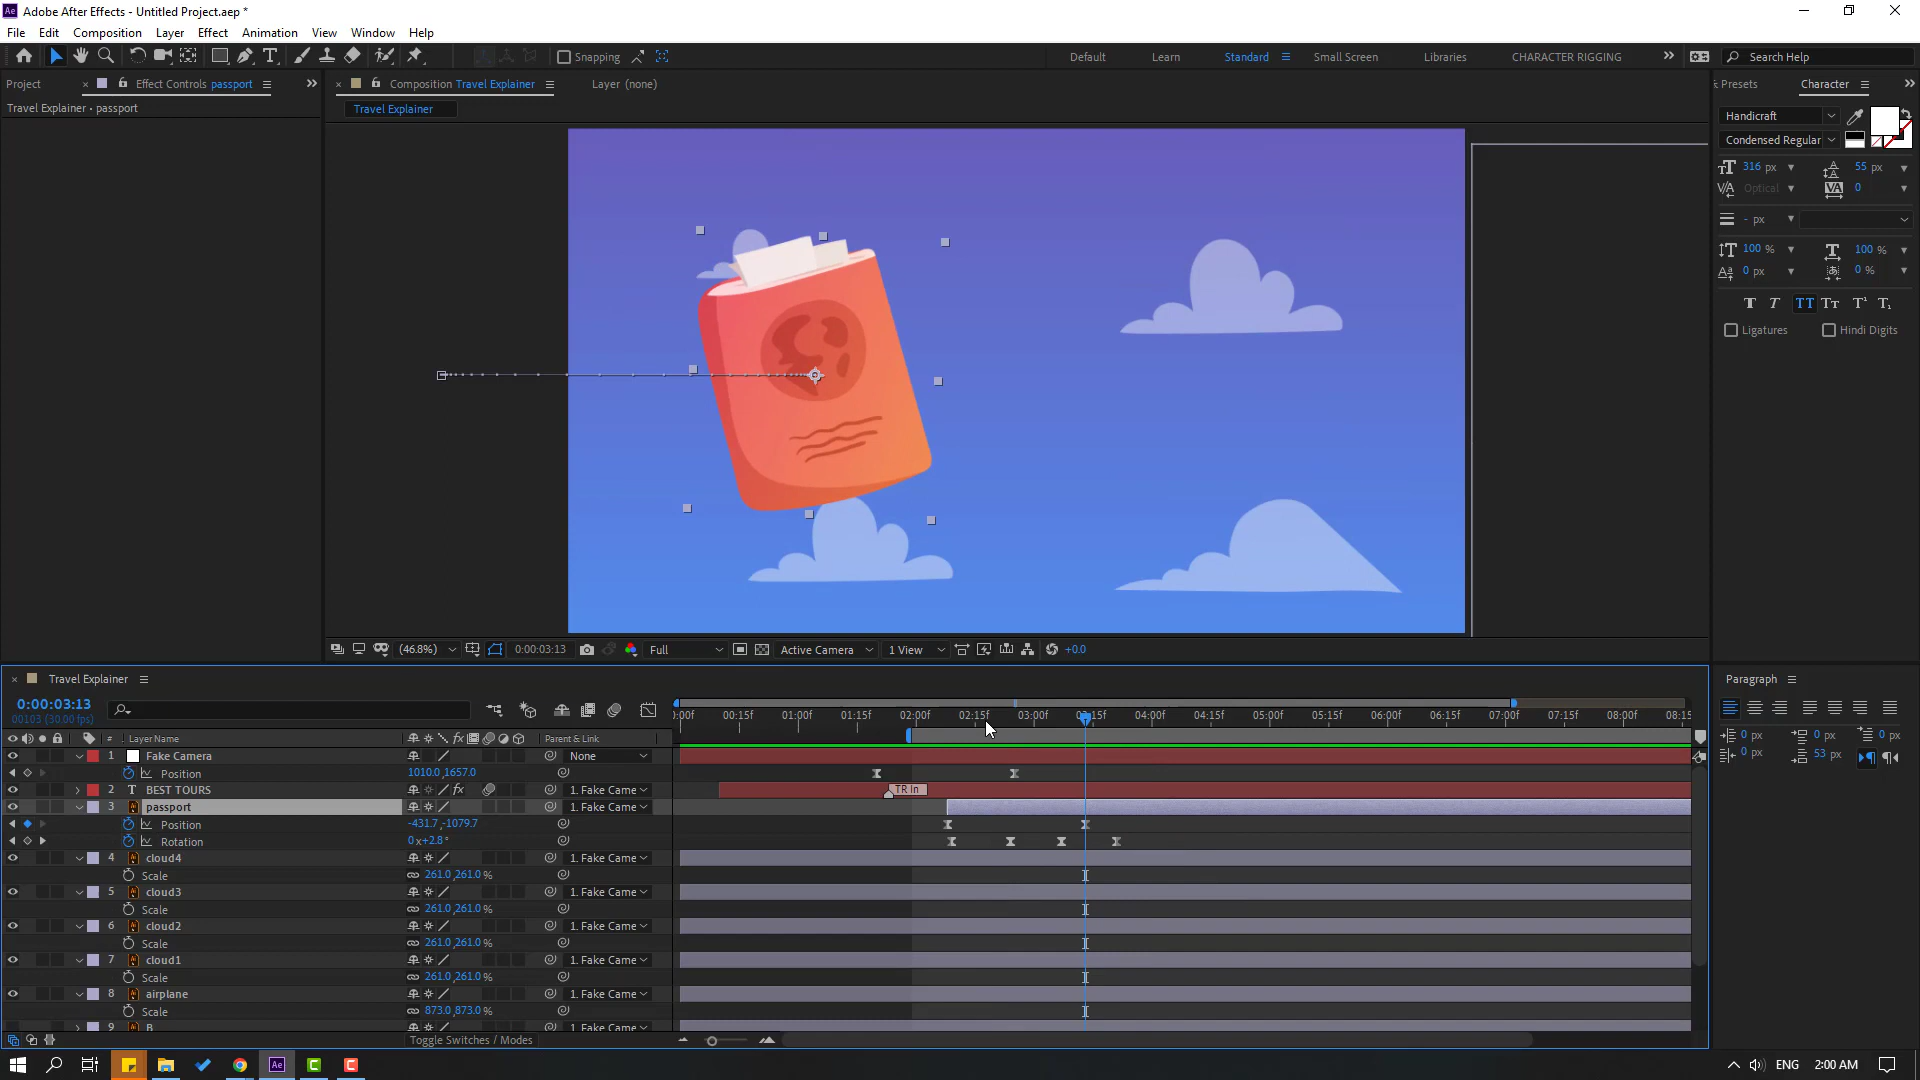 Adobe After Effects - Untitled Project.aep *
File Edit Composition Layer Effect Animation View Window Help
Snapping
Default Learn Standard Small Screen Libraries CHARACTER RIGGING
Search Help
Project
Effect Controls passport
Composition Travel Explainer
Layer (none)
Presets
Character
Travel Explainer • passport
Travel Explainer
Handicraft
Condensed Regular
316 px
55 px
Optical
0
- px
100 %
100 %
0 px
0 %
Ligatures
Hindi Digits
(46.8%)
0:00:03:13
Full
Active Camera
1 View
+0.0
Travel Explainer
Paragraph
0:00:03:13
00103 (30.00 fps)
:00f 00:15f 01:00f 01:15f 02:00f 02:15f 03:00f 03:15f 04:00f 04:15f 05:00f 05:15f 06:00f 06:15f 07:00f 07:15f 08:00f 08:15
0 px 0 px 0 px
0 px 53 px
# Layer Name
fx
Parent & Link
1 Fake Camera
None
Position
1010.0,1657.0
2 T BEST TOURS
fx
1. Fake Came
TR In
3 passport
1. Fake Came
Position
-431.7,-1079.7
Rotation
0x+2.8°
4 cloud4
1. Fake Came
Scale
261.0,261.0%
5 cloud3
1. Fake Came
Scale
261.0,261.0%
6 cloud2
1. Fake Came
Scale
261.0,261.0%
7 cloud1
1. Fake Came
Scale
261.0,261.0%
8 airplane
1. Fake Came
Scale
873.0,873.0%
9 B
1. Fake Came
Toggle Switches / Modes
ENG
2:00 AM